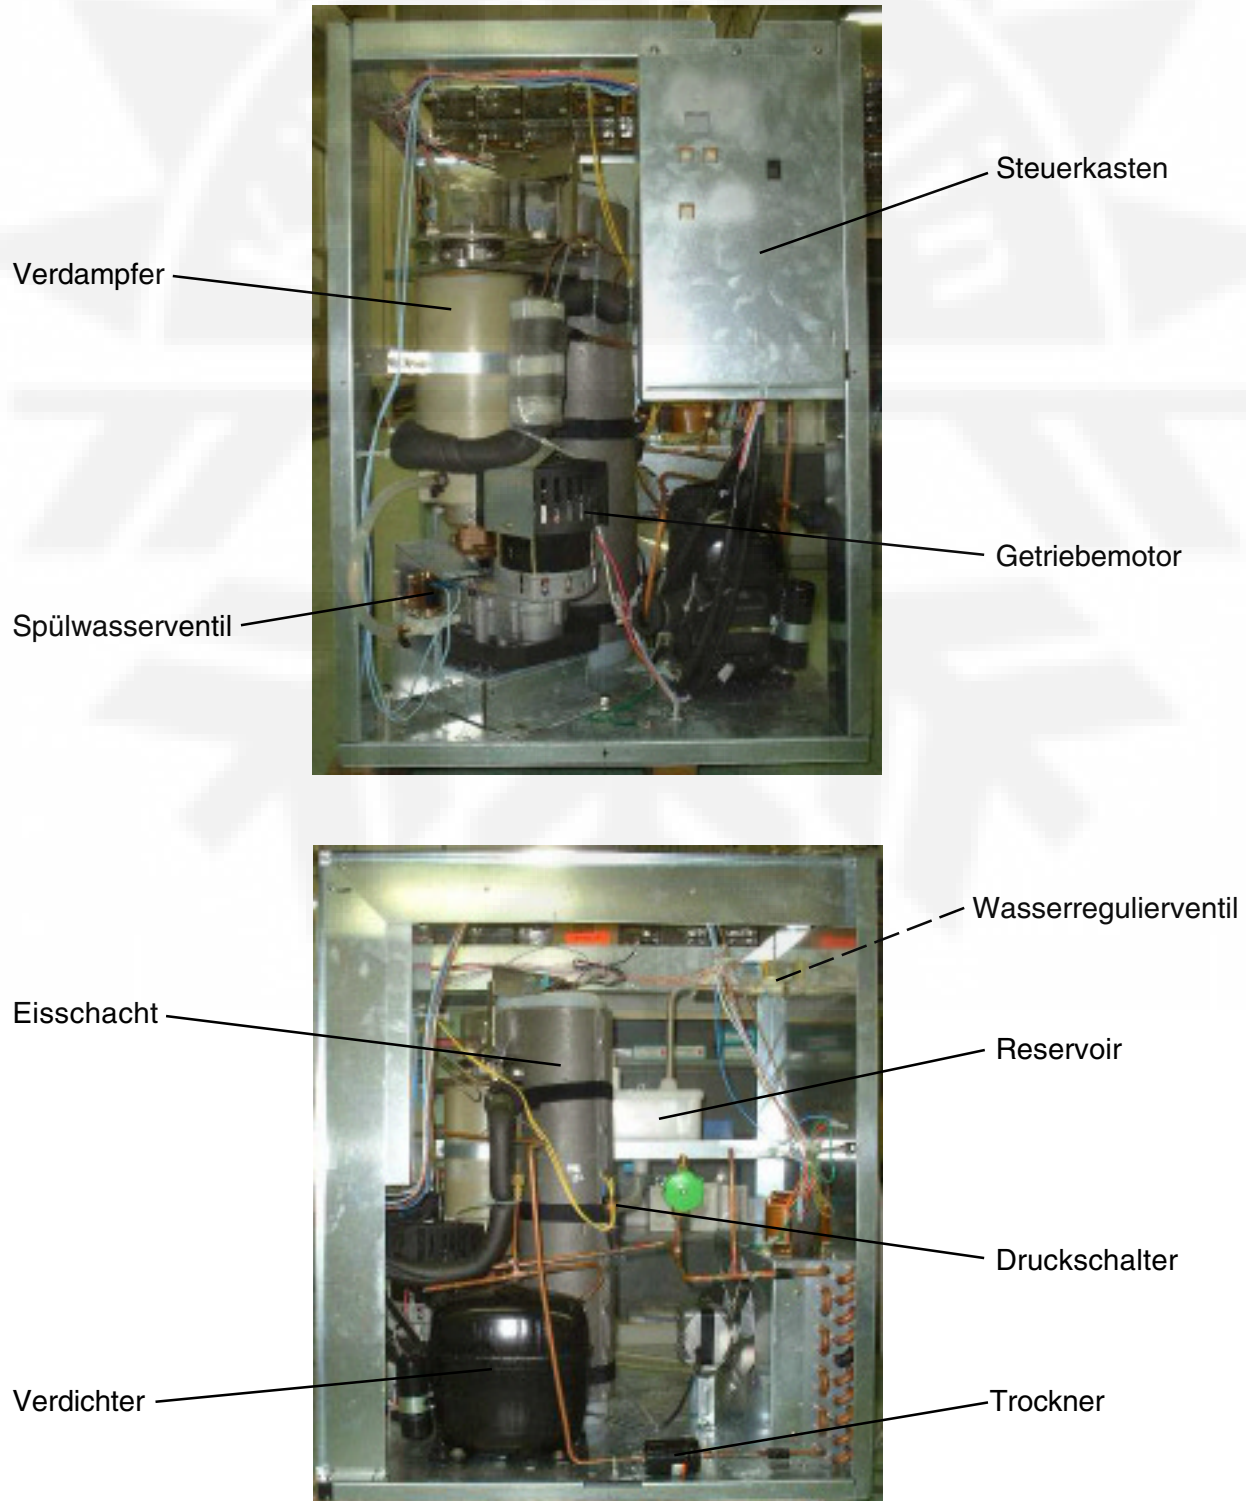 Steuerkasten
Verdampfer
Getriebemotor
Spülwasserventil
Wasserregulierventil
Eisschacht
Reservoir
Druckschalter
Verdichter
Trockner